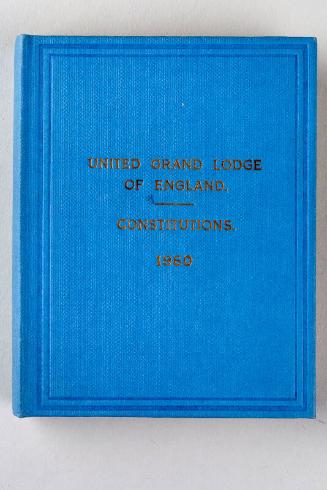 UNITED GRAND LODGE
OF ENGLAND.
CONSTITUTIONS.
1960